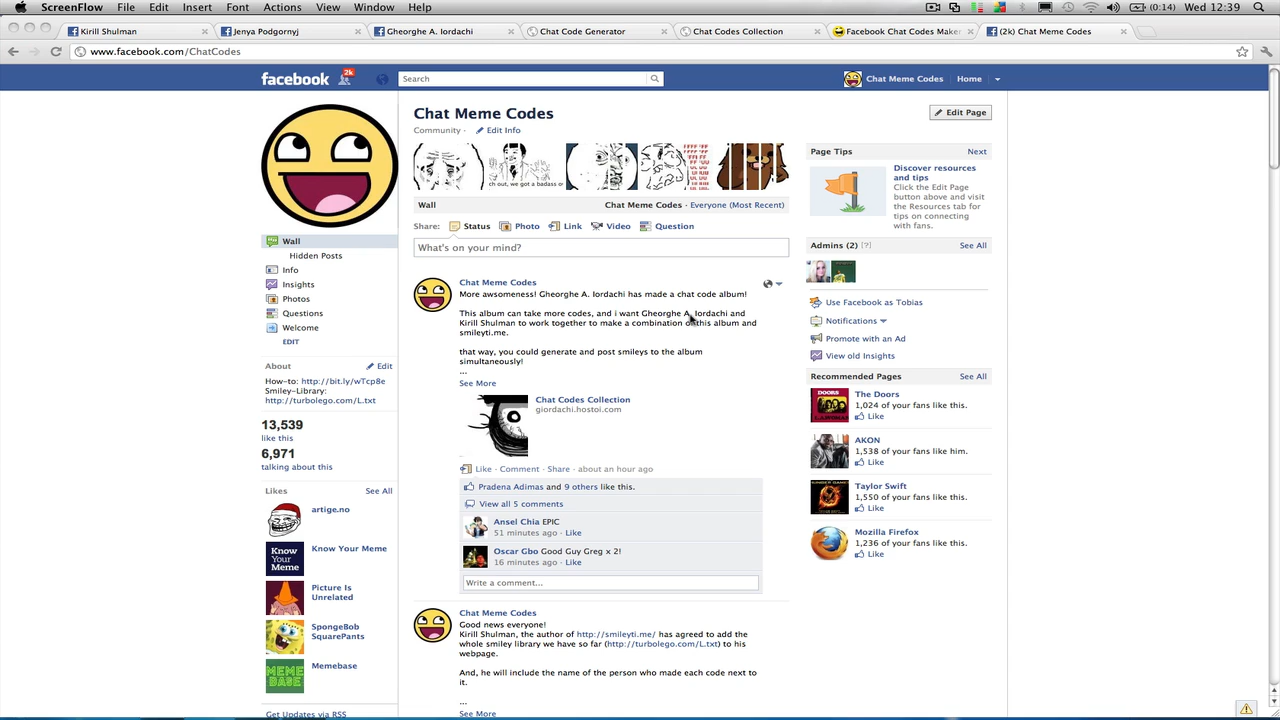 ScreenFlow File Edit Insert Font Actions View Window Help (0:14) Wed 12:39
Kirill Shulman Jenya Podgornyj Gheorghe A. Iordachi Chat Code Generator Chat Codes Collection Facebook Chat Codes Maker (2k) Chat Meme Codes
www.facebook.com/ChatCodes
facebook 2k Search Chat Meme Codes Home
Chat Meme Codes
Edit Page
Community · Edit Info
ch out, we got a badass o
Wall Chat Meme Codes · Everyone (Most Recent)
Share: Status Photo Link Video Question
What's on your mind?
Wall
Hidden Posts
Info
Insights
Photos
Questions
Welcome
EDIT
About Edit
How-to: http://bit.ly/wTcp8e
Smiley-Library:
http://turbolego.com/L.txt
13,539
like this
6,971
talking about this
Likes See All
artige.no
Know Your Meme
Know Your Meme
Picture Is
Unrelated
SpongeBob
SquarePants
MEME BASE
Memebase
Get Updates via RSS
Chat Meme Codes
More awsomeness! Gheorghe A. Iordachi has made a chat code album!
This album can take more codes, and i want Gheorghe A. Iordachi and
Kirill Shulman to work together to make a combination of this album and
smileyti.me.
that way, you could generate and post smileys to the album
simultaneously!
...
See More
Chat Codes Collection
giordachi.hostoi.com
Like · Comment · Share · about an hour ago
Pradena Adimas and 9 others like this.
View all 5 comments
Ansel Chia EPIC
51 minutes ago · Like
Oscar Gbo Good Guy Greg x 2!
16 minutes ago · Like
Write a comment...
Chat Meme Codes
Good news everyone!
Kirill Shulman, the author of http://smileyti.me/ has agreed to add the
whole smiley library we have so far (http://turbolego.com/L.txt) to his
webpage.
And, he will include the name of the person who made each code next to
it.
...
See More
Page Tips Next
Discover resources
and tips
Click the Edit Page
button above and visit
the Resources tab for
tips on connecting
with fans.
Admins (2) [?] See All
Use Facebook as Tobias
Notifications
Promote with an Ad
View old Insights
Recommended Pages See All
DOORS
The Doors
1,024 of your fans like this.
Like
AKON
1,538 of your fans like him.
Like
Taylor Swift
1,550 of your fans like this.
Like
Mozilla Firefox
1,236 of your fans like this.
Like